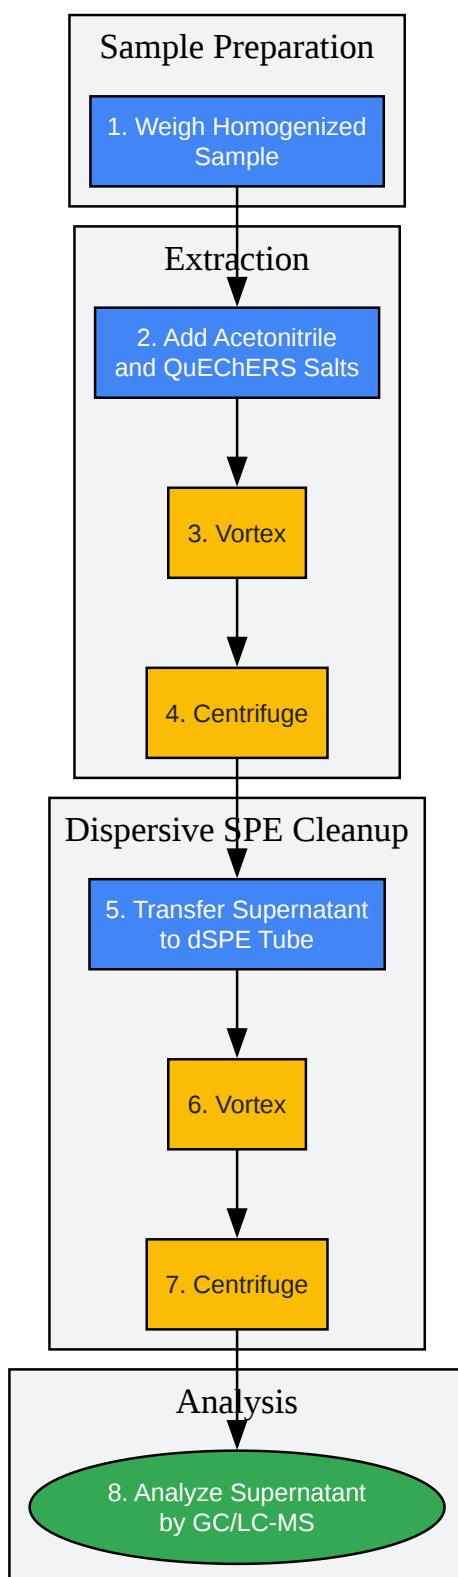 Sample Preparation
1. Weigh Homogenized
Sample
Extraction
2. Add Acetonitrile
and QuEChERS Salts
3. Vortex
4. Centrifuge
Dispersive SPE Cleanup
5. Transfer Supernatant
to dSPE Tube
6. Vortex
7. Centrifuge
Analysis
8. Analyze Supernatant
by GC/LC-MS